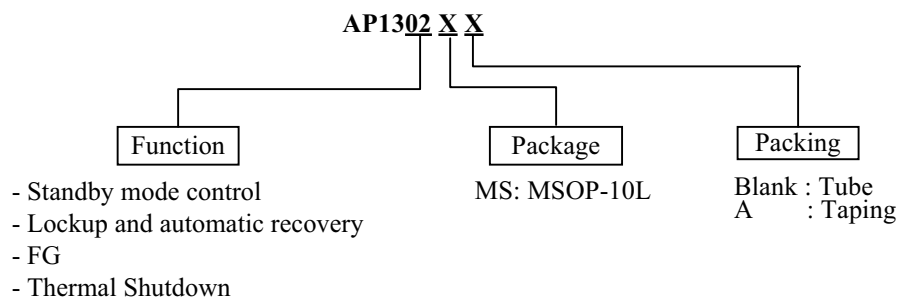 AP1302 X X
Function
Package
Packing
- Standby mode control
- Lockup and automatic recovery
- FG
- Thermal Shutdown
MS: MSOP-10L
Blank : Tube
A : Taping